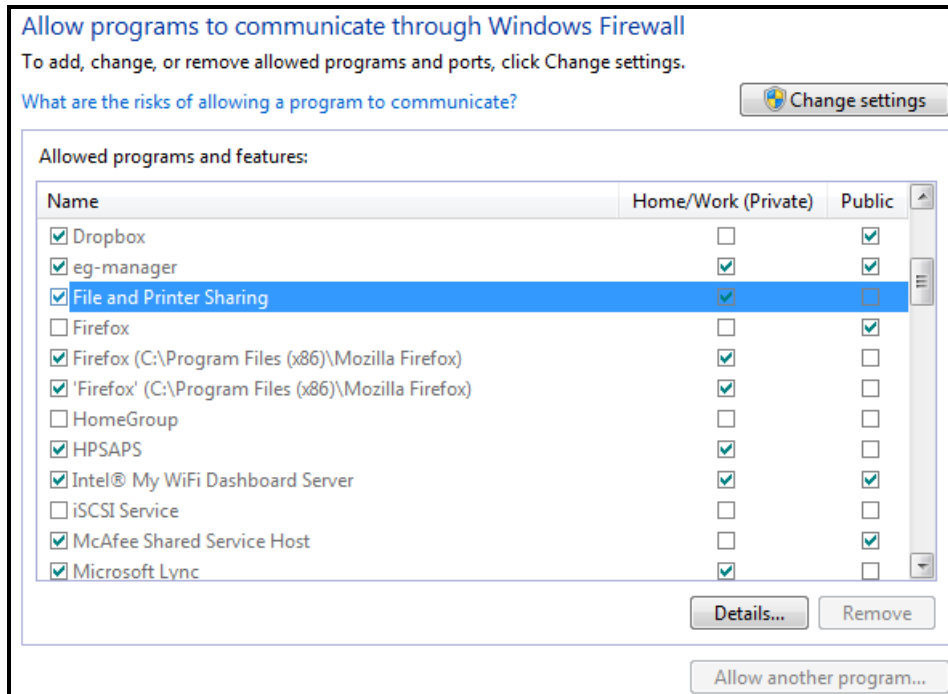 Allow programs to communicate through Windows Firewall
To add, change, or remove allowed programs and ports, click Change settings.
What are the risks of allowing a program to communicate?
Change settings
Allowed programs and features:
Name Home/Work (Private) Public
Dropbox
eg-manager
File and Printer Sharing
Firefox
Firefox (C:\Program Files (x86)\Mozilla Firefox)
'Firefox' (C:\Program Files (x86)\Mozilla Firefox)
HomeGroup
HPSAPS
Intel® My WiFi Dashboard Server
iSCSI Service
McAfee Shared Service Host
Microsoft Lync
Details... Remove
Allow another program...